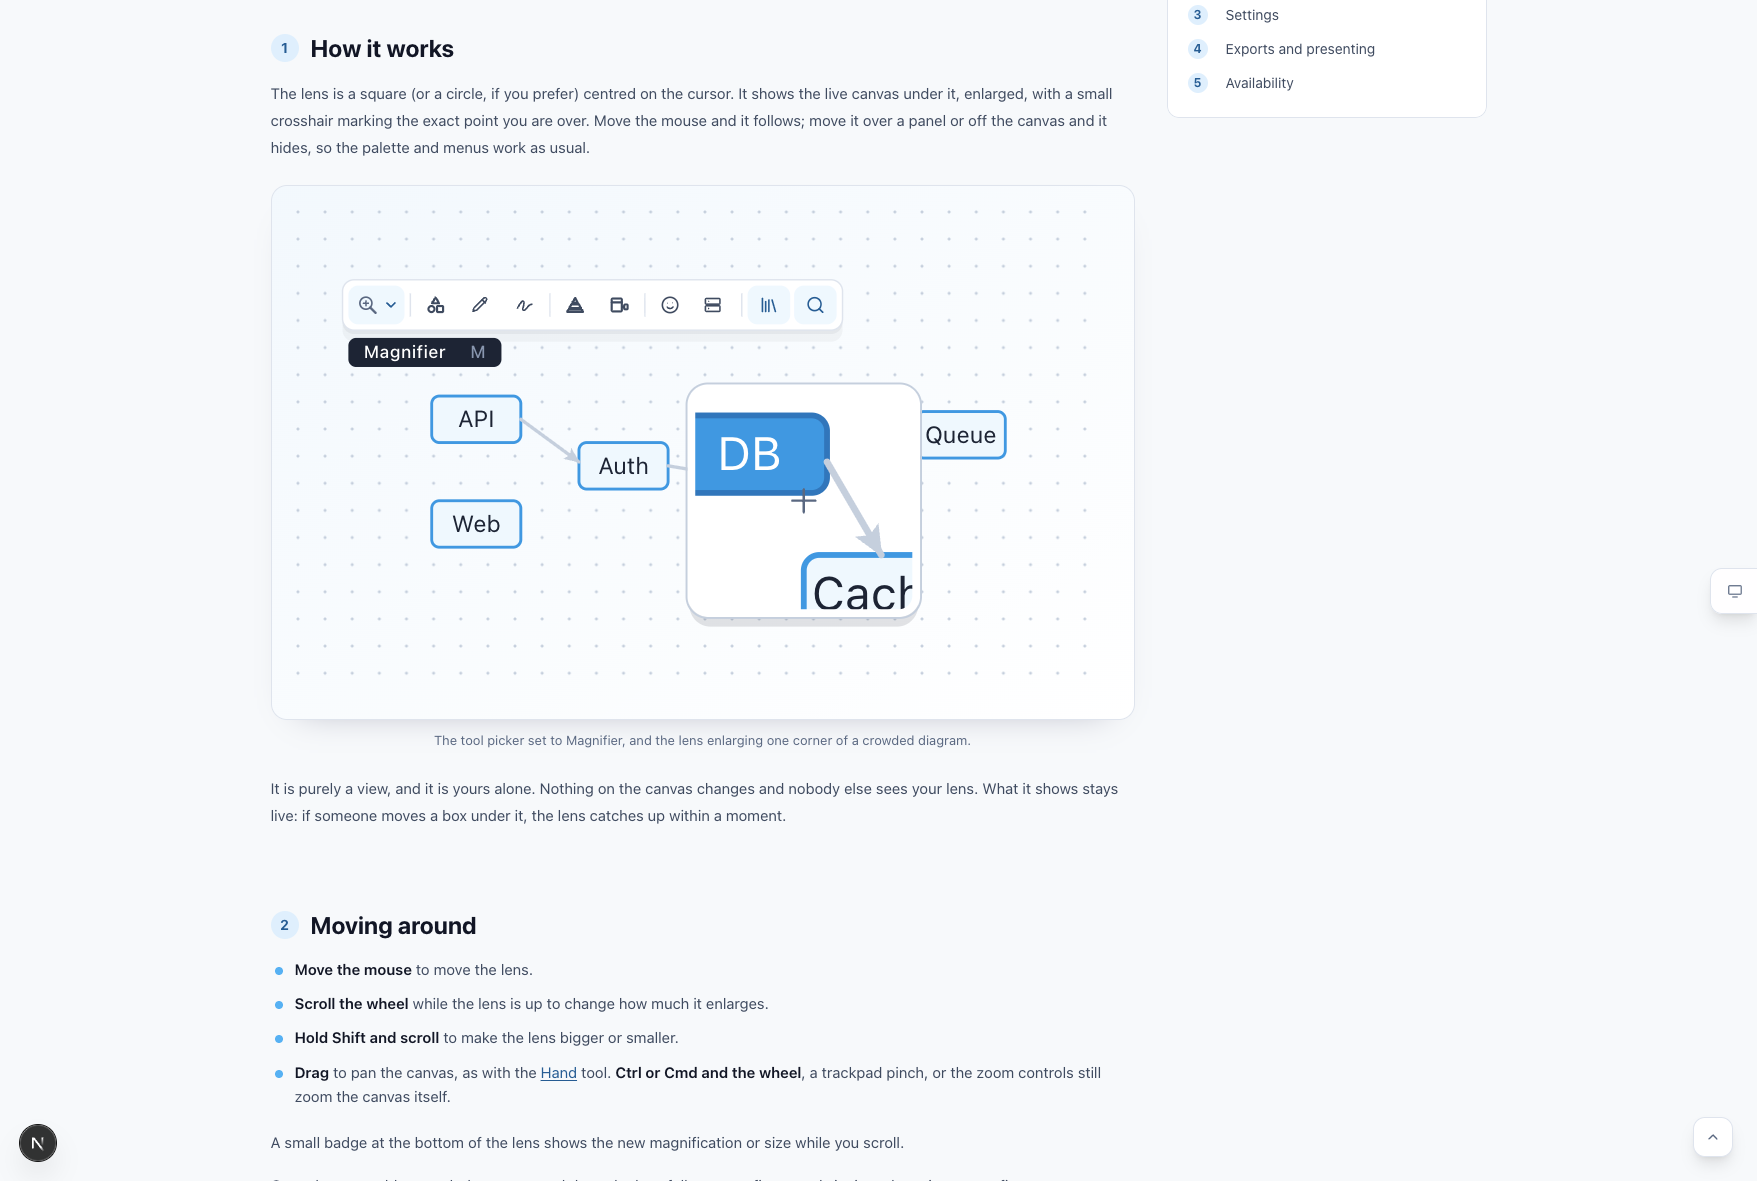 1 How it works
The lens is a square (or a circle, if you prefer) centred on the cursor. It shows the live canvas under it, enlarged, with a small
crosshair marking the exact point you are over. Move the mouse and it follows; move it over a panel or off the canvas and it
hides, so the palette and menus work as usual.
3 Settings
4 Exports and presenting
5 Availability
Magnifier M
API
Auth
Web
DB
Cach
Queue
The tool picker set to Magnifier, and the lens enlarging one corner of a crowded diagram.
It is purely a view, and it is yours alone. Nothing on the canvas changes and nobody else sees your lens. What it shows stays
live: if someone moves a box under it, the lens catches up within a moment.
2 Moving around
Move the mouse to move the lens.
Scroll the wheel while the lens is up to change how much it enlarges.
Hold Shift and scroll to make the lens bigger or smaller.
Drag to pan the canvas, as with the Hand tool. Ctrl or Cmd and the wheel, a trackpad pinch, or the zoom controls still
zoom the canvas itself.
A small badge at the bottom of the lens shows the new magnification or size while you scroll.
N